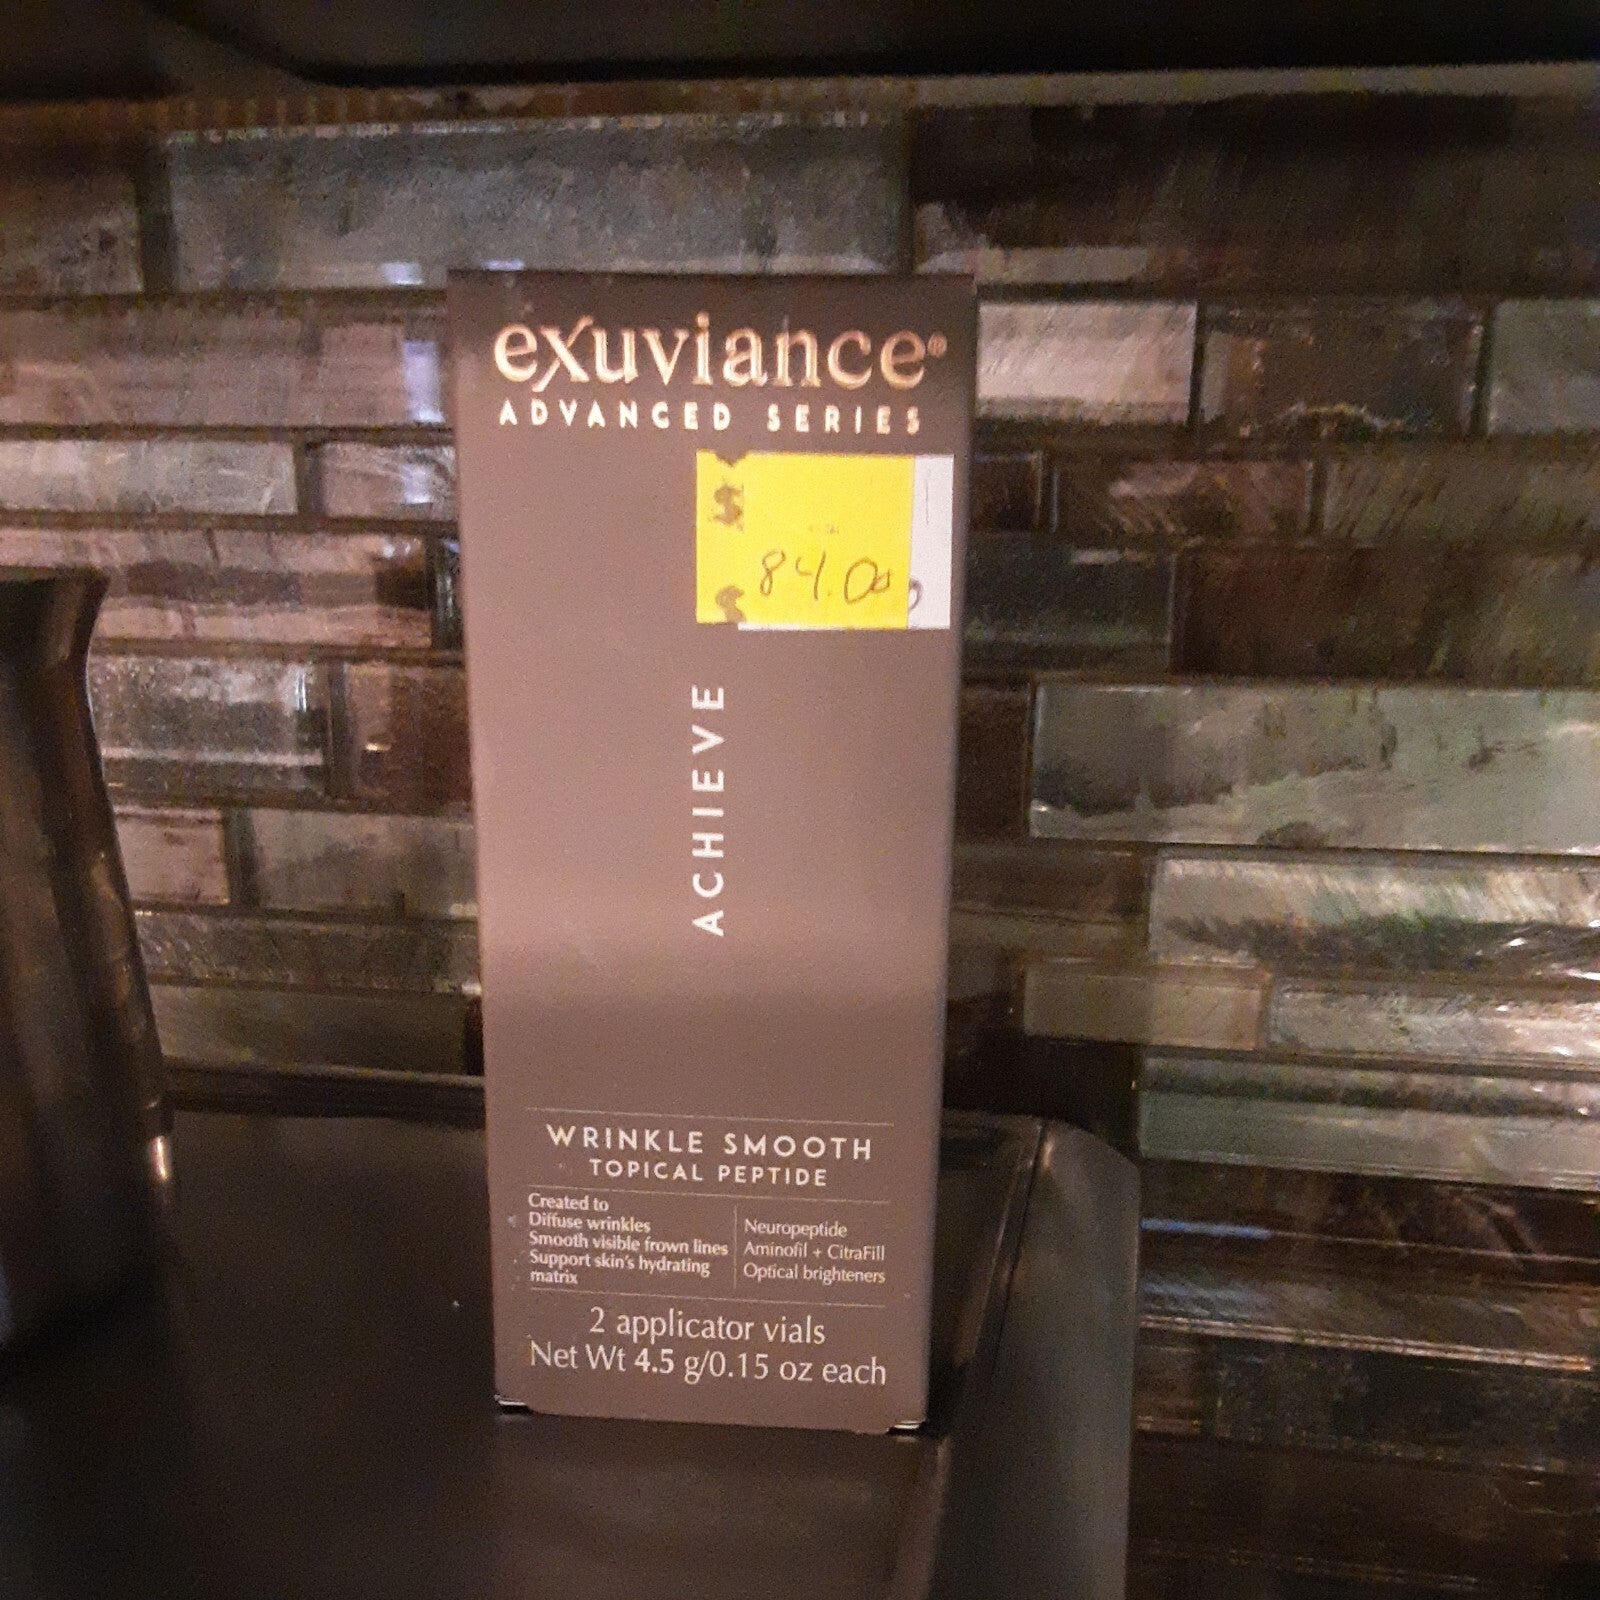 exuviance®
ADVANCED SERIES
$
84.00
$
ACHIEVE
WRINKLE SMOOTH
TOPICAL PEPTIDE
Created to
Diffuse wrinkles
Smooth visible frown lines
Support skin's hydrating
matrix
Neuropeptide
Aminofil + CitraFill
Optical brighteners
2 applicator vials
Net Wt 4.5 g/0.15 oz each